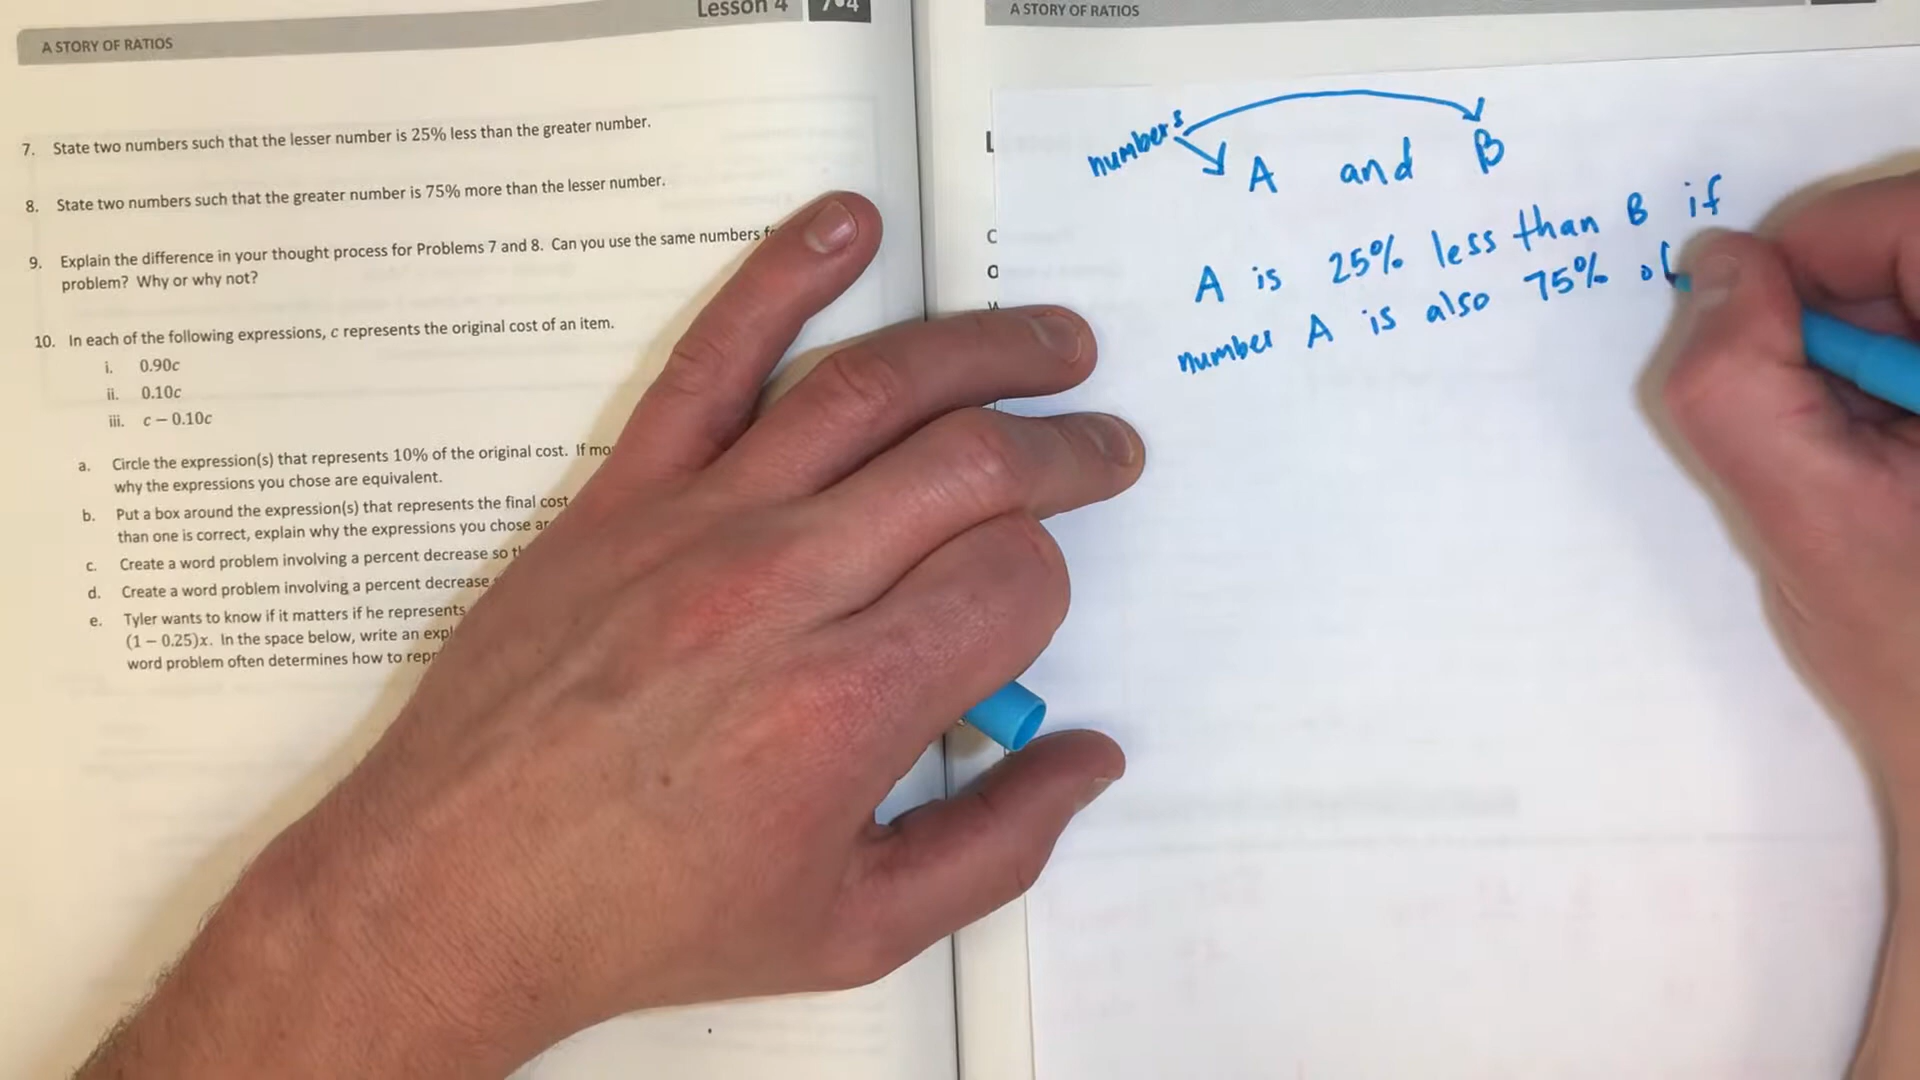 Lesson 4 7•4
A STORY OF RATIOS
7. State two numbers such that the lesser number is 25% less than the greater number.
8. State two numbers such that the greater number is 75% more than the lesser number.
9. Explain the difference in your thought process for Problems 7 and 8. Can you use the same numbers
problem? Why or why not?
10. In each of the following expressions, c represents the original cost of an item.
i. 0.90c
ii. 0.10c
iii. c – 0.10c
a. Circle the expression(s) that represents 10% of the original cost. If
why the expressions you chose are equivalent.
b. Put a box around the expression(s) that represents the final cost
than one is correct, explain why the expressions you chose
c. Create a word problem involving a percent decrease so
d. Create a word problem involving a percent decrease
e. Tyler wants to know if it matters if he represents
(1 – 0.25)x. In the space below, write an
word problem often determines how to
A STORY OF RATIOS
numbers
A and B
A is 25% less than B if
number A is also 75%